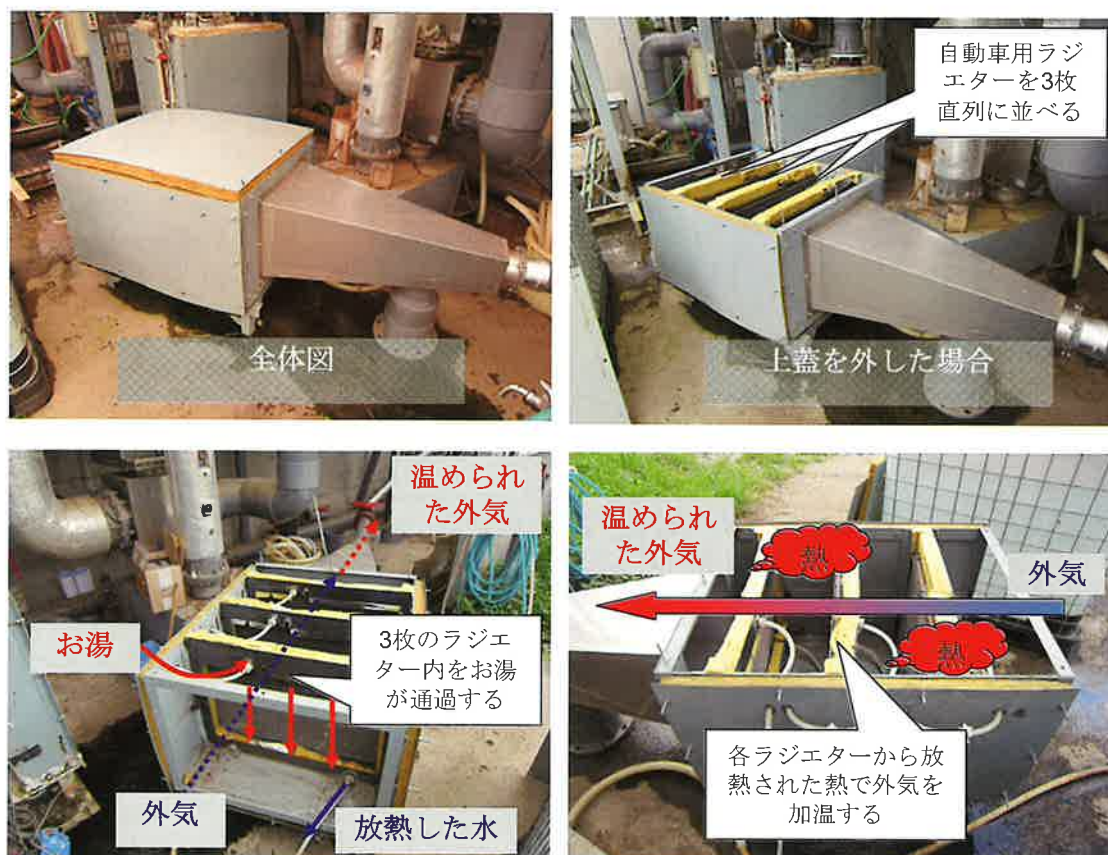 全体図
自動車用ラジ
エターを3枚
直列に並べる
上蓋を外した場合
温められ
た外気
お湯
3枚のラジエ
ター内をお湯
が通過する
外気
放熱した水
温められ
た外気
熱
外気
熱
各ラジエターから放
熱された熱で外気を
加温する